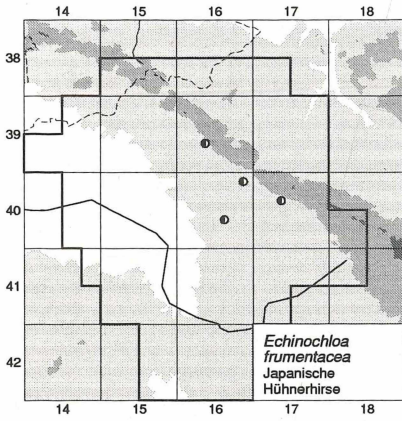 14 15 16 17 18
38
39
40
41
42
Echinochloa
frumentacea
Japanische
Hühnerhirse
14 15 16 17 18